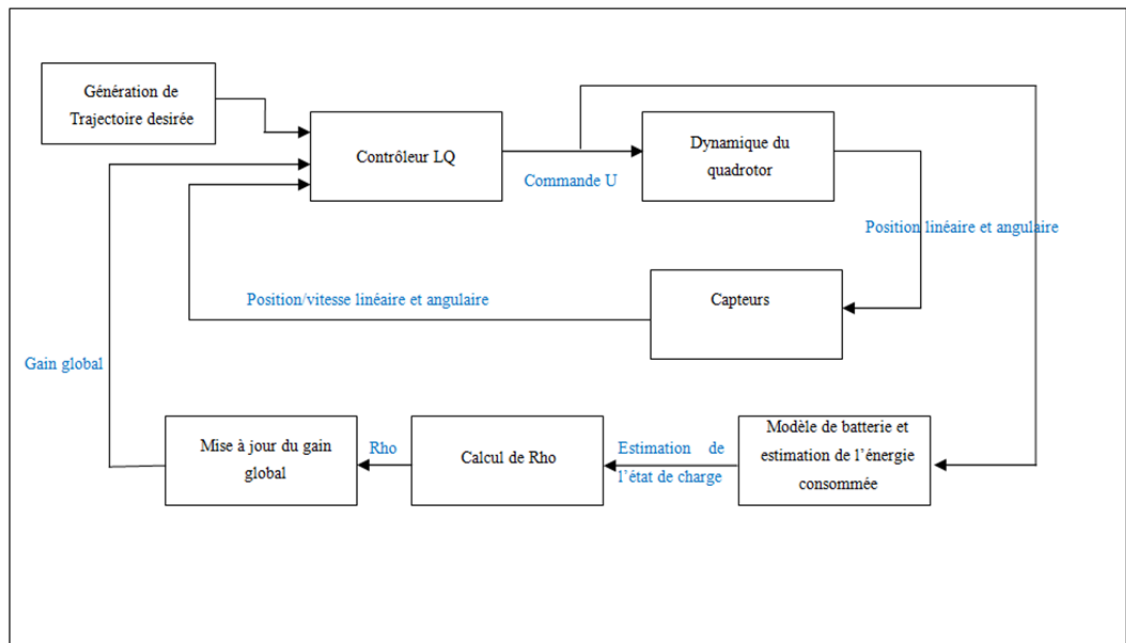 Génération de
Trajectoire desirée
Contrôleur LQ
Commande U
Dynamique du
quadrotor
Position linéaire et angulaire
Position/vitesse linéaire et angulaire
Capteurs
Gain global
Mise à jour du gain
global
Rho
Calcul de Rho
Estimation de
l'état de charge
Modèle de batterie et
estimation de l'énergie
consommée